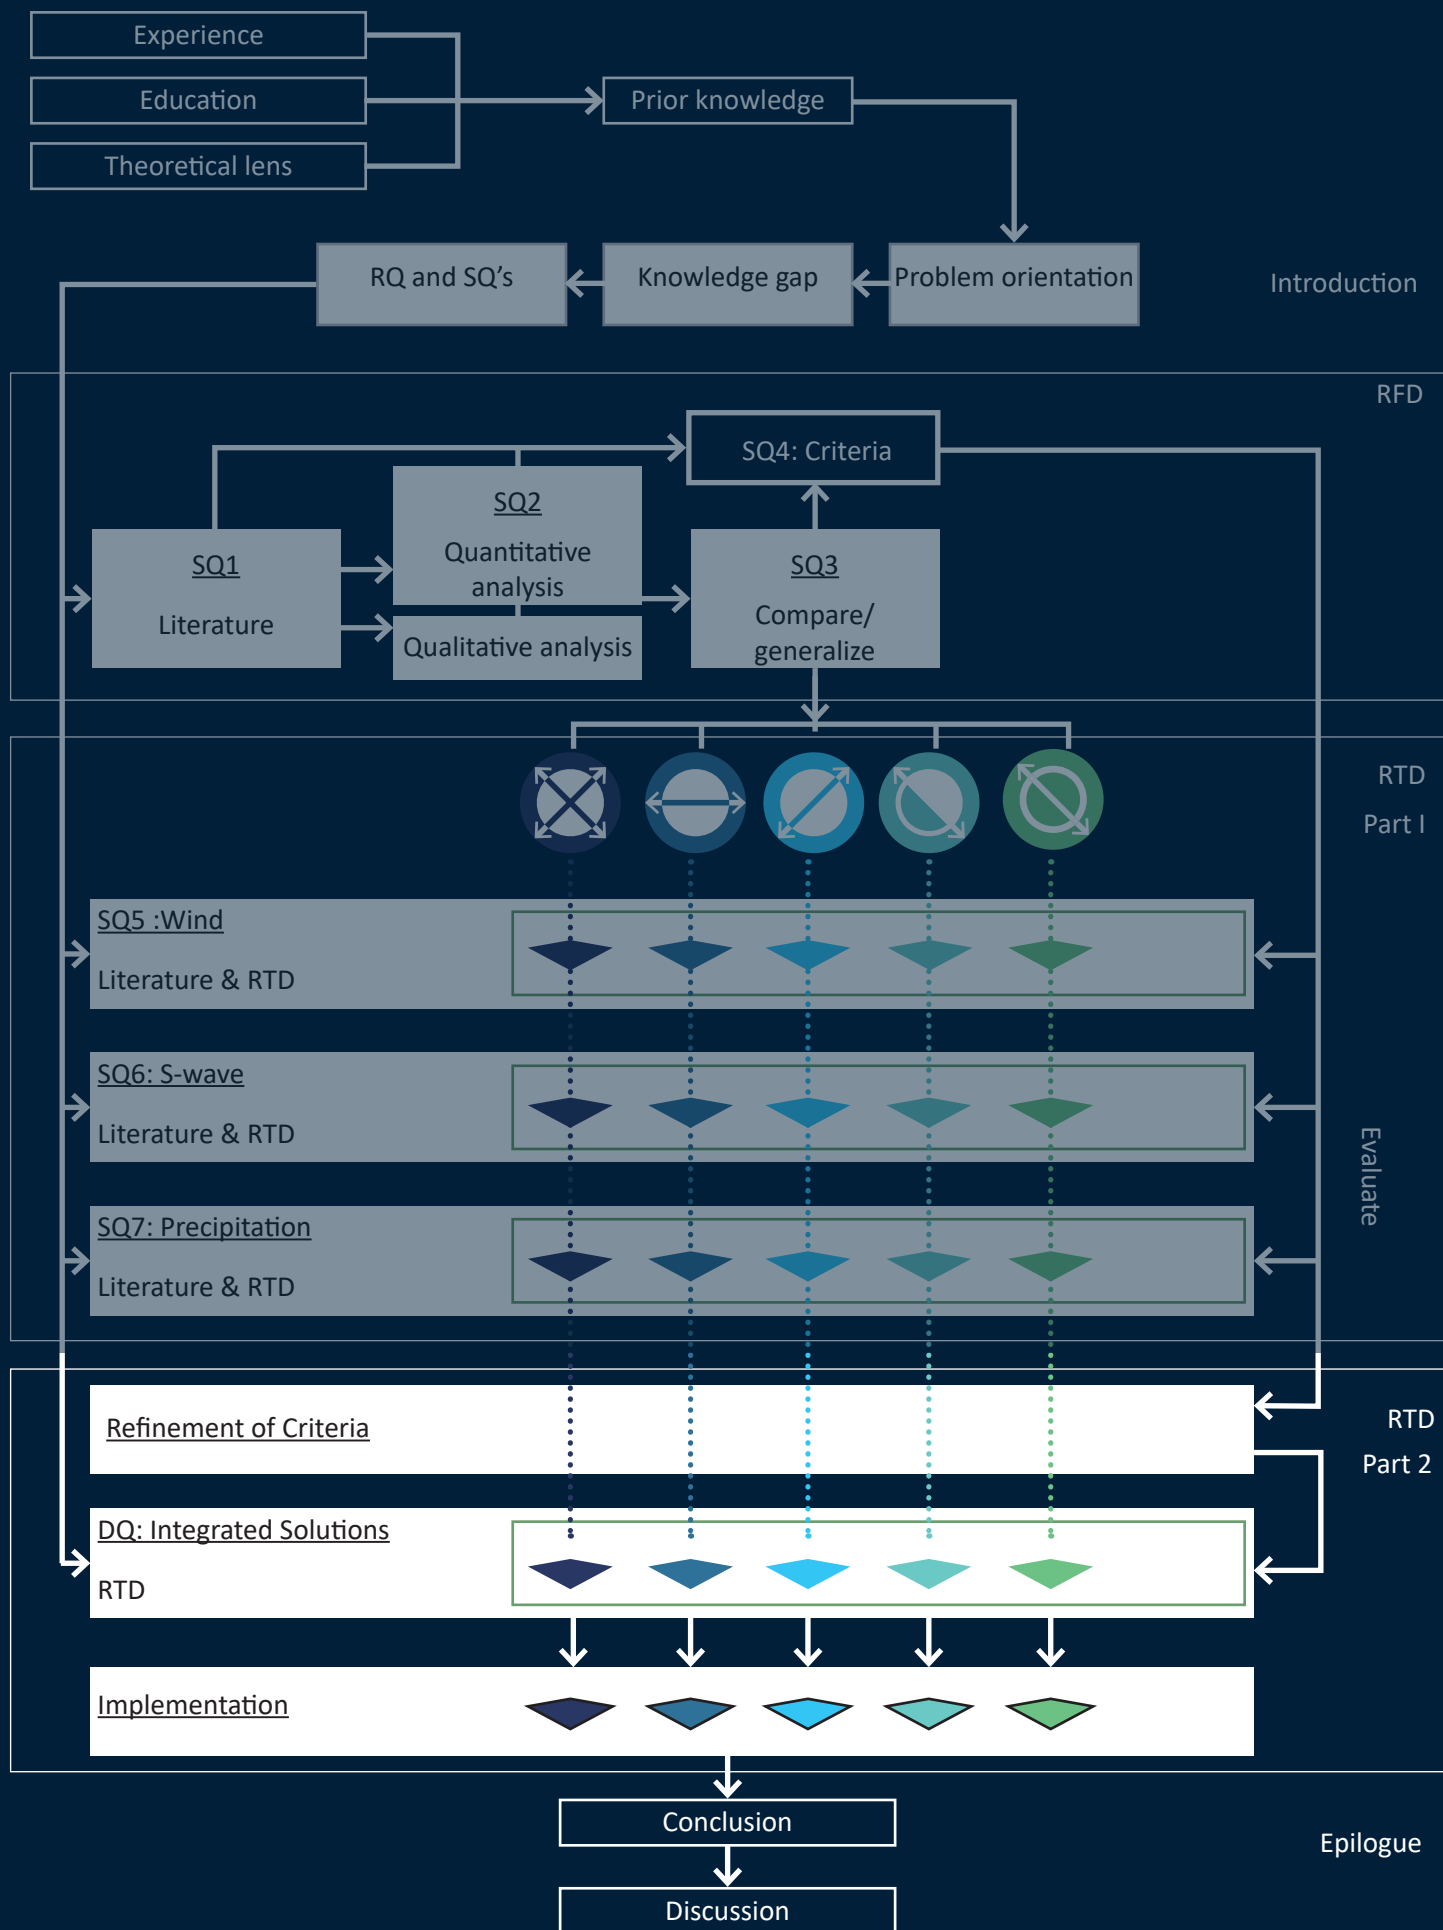 Experience
Education
Prior knowledge
Theoretical lens
RQ and SQ's
Knowledge gap
Problem orientation
Introduction
RFD
SQ4: Criteria
SQ2
Quantitative
analysis
SQ1
Literature
SQ3
Compare/
generalize
Qualitative analysis
RTD
Part I
SQ5 :Wind
Literature & RTD
SQ6: S-wave
Literature & RTD
Evaluate
SQ7: Precipitation
Literature & RTD
Refinement of Criteria
RTD
Part 2
DQ: Integrated Solutions
RTD
Implementation
Conclusion
Epilogue
Discussion